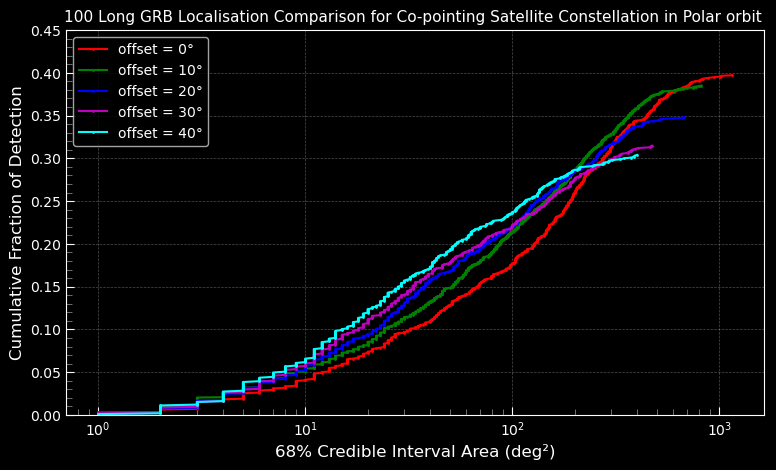 100 Long GRB Localisation Comparison for Co-pointing Satellite Constellation in Polar orbit
offset = 0°
offset = 10°
offset = 20°
offset = 30°
offset = 40°
Cumulative Fraction of Detection
0.45
0.40
0.35
0.30
0.25
0.20
0.15
0.10
0.05
0.00
10⁰ 10¹ 10² 10³
68% Credible Interval Area (deg²)